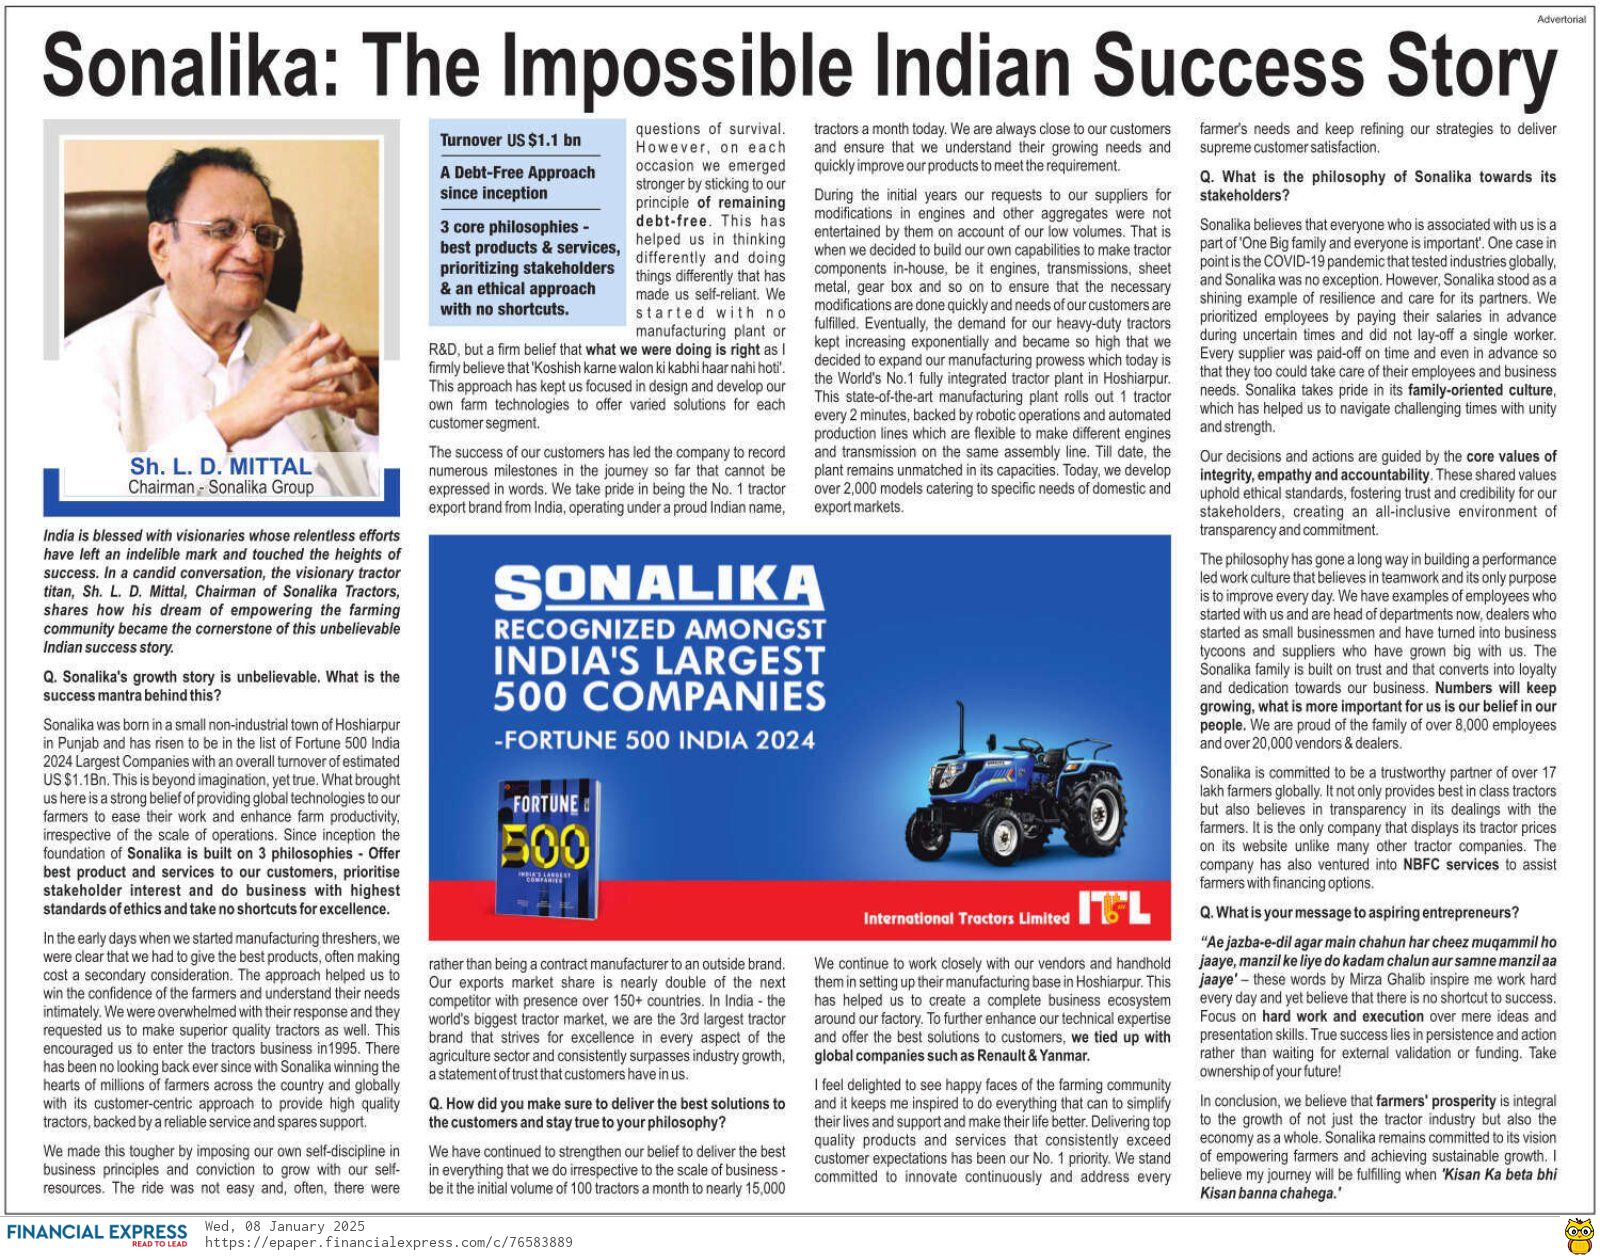 Advertorial
Sonalika: The Impossible Indian Success Story
Sh. L. D. MITTAL
Chairman - Sonalika Group
India is blessed with visionaries whose relentless efforts
have left an indelible mark and touched the heights of
success. In a candid conversation, the visionary tractor
titan, Sh. L. D. Mittal, Chairman of Sonalika Tractors,
shares how his dream of empowering the farming
community became the cornerstone of this unbelievable
Indian success story.
Q. Sonalika's growth story is unbelievable. What is the
success mantra behind this?
Sonalika was born in a small non-industrial town of Hoshiarpur
in Punjab and has risen to be in the list of Fortune 500 India
2024 Largest Companies with an overall turnover of estimated
US $1.1Bn. This is beyond imagination, yet true. What brought
us here is a strong belief of providing global technologies to our
farmers to ease their work and enhance farm productivity,
irrespective of the scale of operations. Since inception the
foundation of Sonalika is built on 3 philosophies - Offer
best product and services to our customers, prioritise
stakeholder interest and do business with highest
standards of ethics and take no shortcuts for excellence.
In the early days when we started manufacturing threshers, we
were clear that we had to give the best products, often making
cost a secondary consideration. The approach helped us to
win the confidence of the farmers and understand their needs
intimately. We were overwhelmed with their response and they
requested us to make superior quality tractors as well. This
encouraged us to enter the tractors business in1995. There
has been no looking back ever since with Sonalika winning the
hearts of millions of farmers across the country and globally
with its customer-centric approach to provide high quality
tractors, backed by a reliable service and spares support.
We made this tougher by imposing our own self-discipline in
business principles and conviction to grow with our self-
resources. The ride was not easy and, often, there were
Turnover US $1.1 bn
A Debt-Free Approach
since inception
3 core philosophies -
best products & services,
prioritizing stakeholders
& an ethical approach
with no shortcuts.
questions of survival.
However, on each
occasion we emerged
stronger by sticking to our
principle of remaining
debt-free. This has
helped us in thinking
differently and doing
things differently that has
made us self-reliant. We
started with no
manufacturing plant or
R&D, but a firm belief that what we were doing is right as I
firmly believe that 'Koshish karne walon ki kabhi haar nahi hoti'.
This approach has kept us focused in design and develop our
own farm technologies to offer varied solutions for each
customer segment.
The success of our customers has led the company to record
numerous milestones in the journey so far that cannot be
expressed in words. We take pride in being the No. 1 tractor
export brand from India, operating under a proud Indian name,
rather than being a contract manufacturer to an outside brand.
Our exports market share is nearly double of the next
competitor with presence over 150+ countries. In India - the
world's biggest tractor market, we are the 3rd largest tractor
brand that strives for excellence in every aspect of the
agriculture sector and consistently surpasses industry growth,
a statement of trust that customers have in us.
Q. How did you make sure to deliver the best solutions to
the customers and stay true to your philosophy?
We have continued to strengthen our belief to deliver the best
in everything that we do irrespective to the scale of business -
be it the initial volume of 100 tractors a month to nearly 15,000
tractors a month today. We are always close to our customers
and ensure that we understand their growing needs and
quickly improve our products to meet the requirement.
During the initial years our requests to our suppliers for
modifications in engines and other aggregates were not
entertained by them on account of our low volumes. That is
when we decided to build our own capabilities to make tractor
components in-house, be it engines, transmissions, sheet
metal, gear box and so on to ensure that the necessary
modifications are done quickly and needs of our customers are
fulfilled. Eventually, the demand for our heavy-duty tractors
kept increasing exponentially and became so high that we
decided to expand our manufacturing prowess which today is
the World's No.1 fully integrated tractor plant in Hoshiarpur.
This state-of-the-art manufacturing plant rolls out 1 tractor
every 2 minutes, backed by robotic operations and automated
production lines which are flexible to make different engines
and transmission on the same assembly line. Till date, the
plant remains unmatched in its capacities. Today, we develop
over 2,000 models catering to specific needs of domestic and
export markets.
SONALIKA
RECOGNIZED AMONGST
INDIA'S LARGEST
500 COMPANIES
-FORTUNE 500 INDIA 2024
FORTUNE
500
INDIA'S LARGEST
COMPANIES
International Tractors Limited ITL
We continue to work closely with our vendors and handhold
them in setting up their manufacturing base in Hoshiarpur. This
has helped us to create a complete business ecosystem
around our factory. To further enhance our technical expertise
and offer the best solutions to customers, we tied up with
global companies such as Renault & Yanmar.
I feel delighted to see happy faces of the farming community
and it keeps me inspired to do everything that can to simplify
their lives and support and make their life better. Delivering top
quality products and services that consistently exceed
customer expectations has been our No. 1 priority. We stand
committed to innovate continuously and address every
farmer's needs and keep refining our strategies to deliver
supreme customer satisfaction.
Q. What is the philosophy of Sonalika towards its
stakeholders?
Sonalika believes that everyone who is associated with us is a
part of 'One Big family and everyone is important'. One case in
point is the COVID-19 pandemic that tested industries globally,
and Sonalika was no exception. However, Sonalika stood as a
shining example of resilience and care for its partners. We
prioritized employees by paying their salaries in advance
during uncertain times and did not lay-off a single worker.
Every supplier was paid-off on time and even in advance so
that they too could take care of their employees and business
needs. Sonalika takes pride in its family-oriented culture,
which has helped us to navigate challenging times with unity
and strength.
Our decisions and actions are guided by the core values of
integrity, empathy and accountability. These shared values
uphold ethical standards, fostering trust and credibility for our
stakeholders, creating an all-inclusive environment of
transparency and commitment.
The philosophy has gone a long way in building a performance
led work culture that believes in teamwork and its only purpose
is to improve every day. We have examples of employees who
started with us and are head of departments now, dealers who
started as small businessmen and have turned into business
tycoons and suppliers who have grown big with us. The
Sonalika family is built on trust and that converts into loyalty
and dedication towards our business. Numbers will keep
growing, what is more important for us is our belief in our
people. We are proud of the family of over 8,000 employees
and over 20,000 vendors & dealers.
Sonalika is committed to be a trustworthy partner of over 17
lakh farmers globally. It not only provides best in class tractors
but also believes in transparency in its dealings with the
farmers. It is the only company that displays its tractor prices
on its website unlike many other tractor companies. The
company has also ventured into NBFC services to assist
farmers with financing options.
Q. What is your message to aspiring entrepreneurs?
“Ae jazba-e-dil agar main chahun har cheez muqammil ho
jaaye, manzil ke liye do kadam chalun aur samne manzil aa
jaaye' – these words by Mirza Ghalib inspire me work hard
every day and yet believe that there is no shortcut to success.
Focus on hard work and execution over mere ideas and
presentation skills. True success lies in persistence and action
rather than waiting for external validation or funding. Take
ownership of your future!
In conclusion, we believe that farmers' prosperity is integral
to the growth of not just the tractor industry but also the
economy as a whole. Sonalika remains committed to its vision
of empowering farmers and achieving sustainable growth. I
believe my journey will be fulfilling when 'Kisan Ka beta bhi
Kisan banna chahega.'
FINANCIAL EXPRESS
READ TO LEAD
Wed, 08 January 2025
https://epaper.financialexpress.com/c/76583889